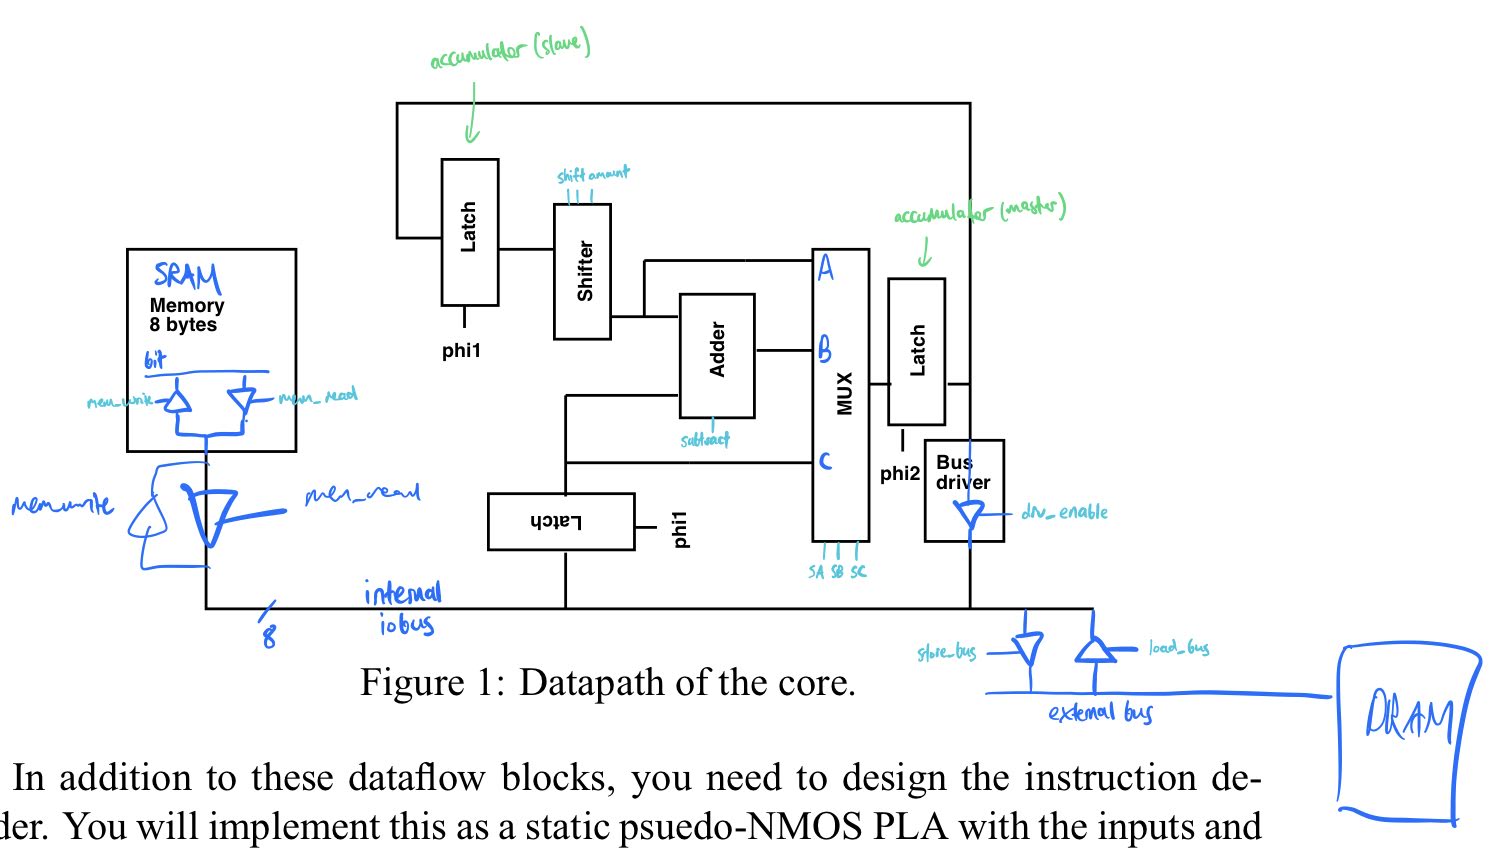 accumulator (slave)
shift amount
accumulator (master)
Latch
Shifter
phi1
SRAM
Memory
8 bytes
bit
mem_write
mem_read
Adder
subtract
A
B
C
MUX
Latch
phi2
Bus
driver
drv_enable
SA SB SC
memwrite
mem_read
Latch
phi1
internal
iobus
8
store_bus
load_bus
external bus
DRAM
Figure 1: Datapath of the core.
In addition to these dataflow blocks, you need to design the instruction de-
der. You will implement this as a static psuedo-NMOS PLA with the inputs and